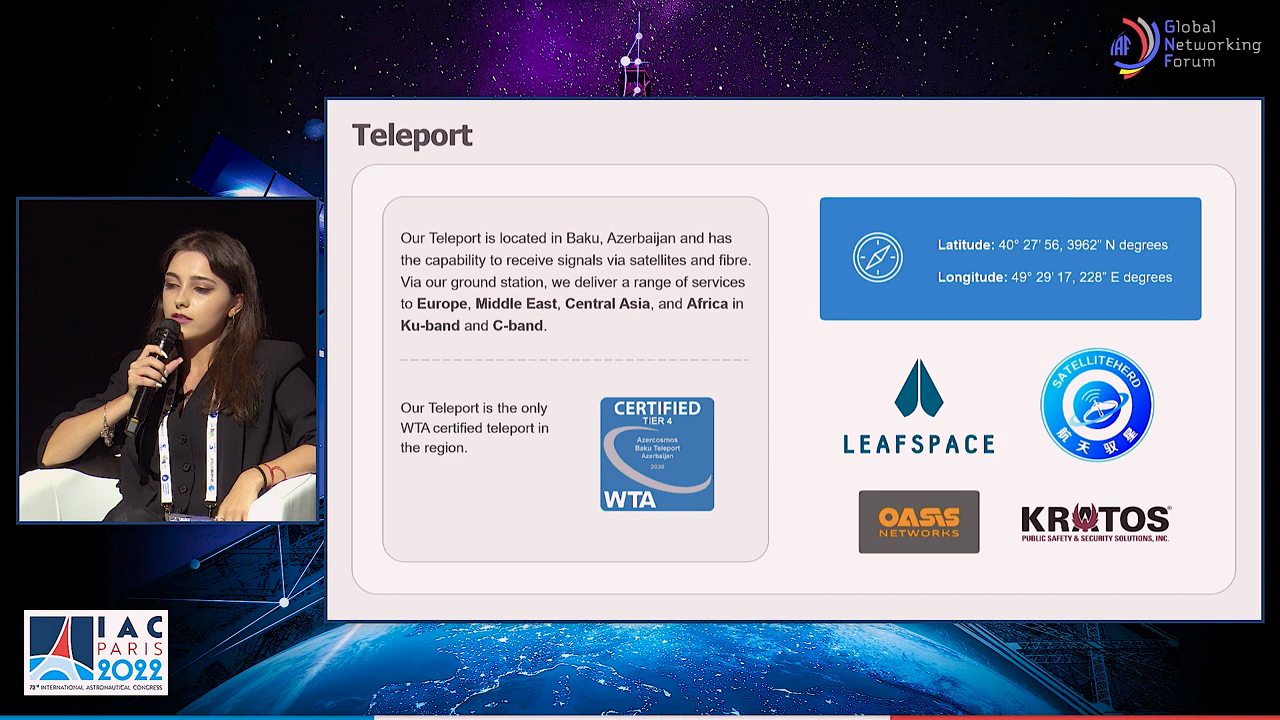 Global
Networking
Forum
IAF
Teleport
Our Teleport is located in Baku, Azerbaijan and has
the capability to receive signals via satellites and fibre.
Via our ground station, we deliver a range of services
to Europe, Middle East, Central Asia, and Africa in
Ku-band and C-band.
Our Teleport is the only
WTA certified teleport in
the region.
CERTIFIED
TIER 4
Azercosmos
Baku Teleport
Azerbaijan
2020
WTA
Latitude: 40° 27' 56, 3962” N degrees
Longitude: 49° 29' 17, 228” E degrees
LEAFSPACE
SATELLITEHERD
航天驭星
OASIS
NETWORKS
KRATOS®
PUBLIC SAFETY & SECURITY SOLUTIONS, INC.
IAC
PARIS
2022
73rd INTERNATIONAL ASTRONAUTICAL CONGRESS